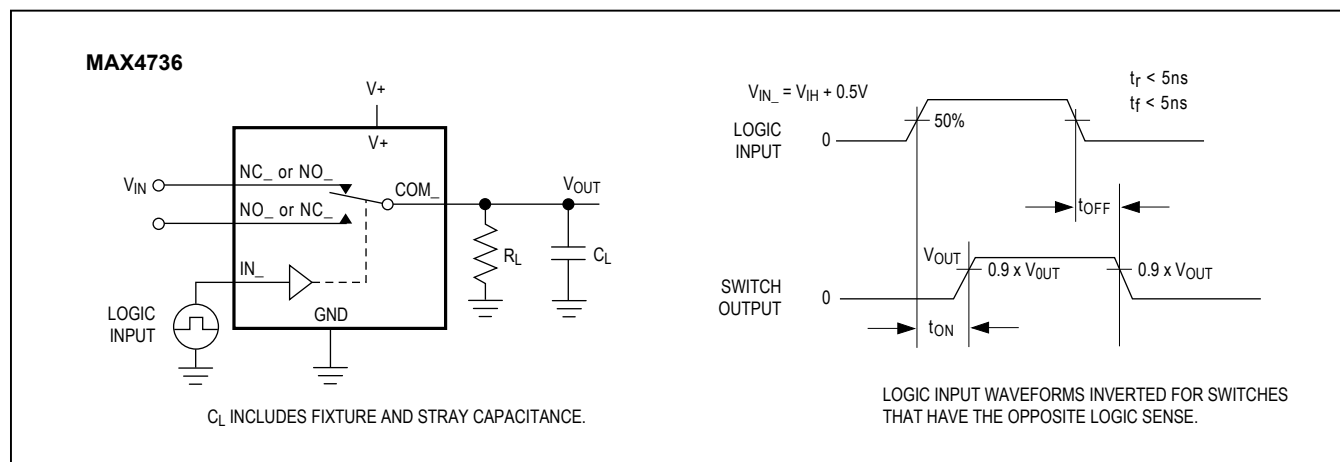 MAX4736
V+
V+
VIN
NC_ or NO_
COM_
VOUT
NO_ or NC_
RL
CL
IN_
LOGIC
INPUT
GND
CL INCLUDES FIXTURE AND STRAY CAPACITANCE.
tr < 5ns
tf < 5ns
VIN_ = VIH + 0.5V
LOGIC
INPUT
0
50%
tOFF
VOUT
0.9 x V0UT
0.9 x VOUT
SWITCH
OUTPUT
0
tON
LOGIC INPUT WAVEFORMS INVERTED FOR SWITCHES
THAT HAVE THE OPPOSITE LOGIC SENSE.